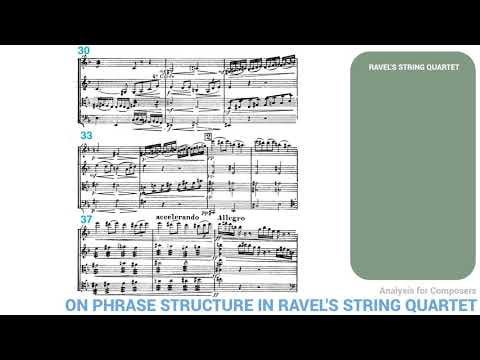 30
33
37
accelerando Allegro
RAVEL'S STRING QUARTET
Analysis for Composers
ON PHRASE STRUCTURE IN RAVEL'S STRING QUARTET